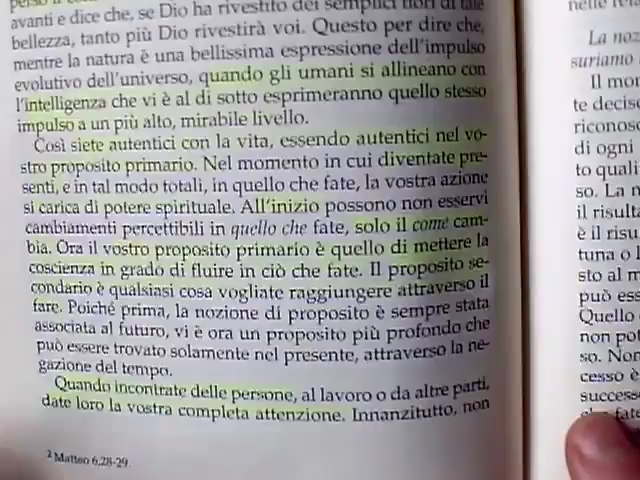 avanti e dice che, se Dio ha rivestito dei semplici fiori di tale
bellezza, tanto più Dio rivestirà voi. Questo per dire che,
mentre la natura è una bellissima espressione dell'impulso
evolutivo dell'universo, quando gli umani si allineano con
l'intelligenza che vi è al di sotto esprimeranno quello stesso
impulso a un più alto, mirabile livello.
Così siete autentici con la vita, essendo autentici nel vo-
stro proposito primario. Nel momento in cui diventate pre-
senti, e in tal modo totali, in quello che fate, la vostra azione
si carica di potere spirituale. All'inizio possono non esservi
cambiamenti percettibili in quello che fate, solo il come cam-
bia. Ora il vostro proposito primario è quello di mettere la
coscienza in grado di fluire in ciò che fate. Il proposito se-
condario è qualsiasi cosa vogliate raggiungere attraverso il
fare. Poiché prima, la nozione di proposito è sempre stata
associata al futuro, vi è ora un proposito più profondo che
può essere trovato solamente nel presente, attraverso la ne-
gazione del tempo.
Quando incontrate delle persone, al lavoro o da altre parti,
date loro la vostra completa attenzione. Innanzitutto, non
2 Matteo 6,28-29.
La noz
suriamo
Il mon
te decis
riconosc
di ogni
to quali
so. La n
il risulta
è il risu
tuna o l
sto al m
può ess
Quello
non pot
so. Non
cesso è
success
che fate